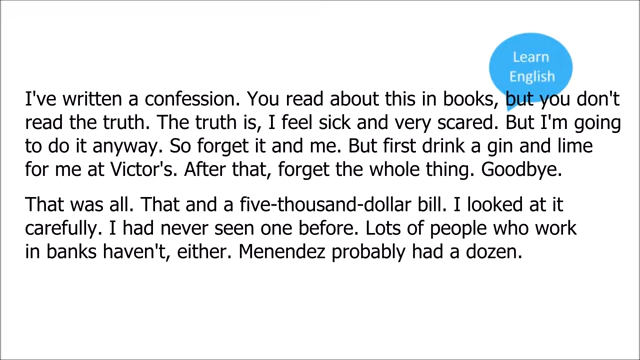 Learn
English
I've written a confession. You read about this in books, but you don't
read the truth. The truth is, I feel sick and very scared. But I'm going
to do it anyway. So forget it and me. But first drink a gin and lime
for me at Victor's. After that, forget the whole thing. Goodbye.
That was all. That and a five-thousand-dollar bill. I looked at it
carefully. I had never seen one before. Lots of people who work
in banks haven't, either. Menendez probably had a dozen.